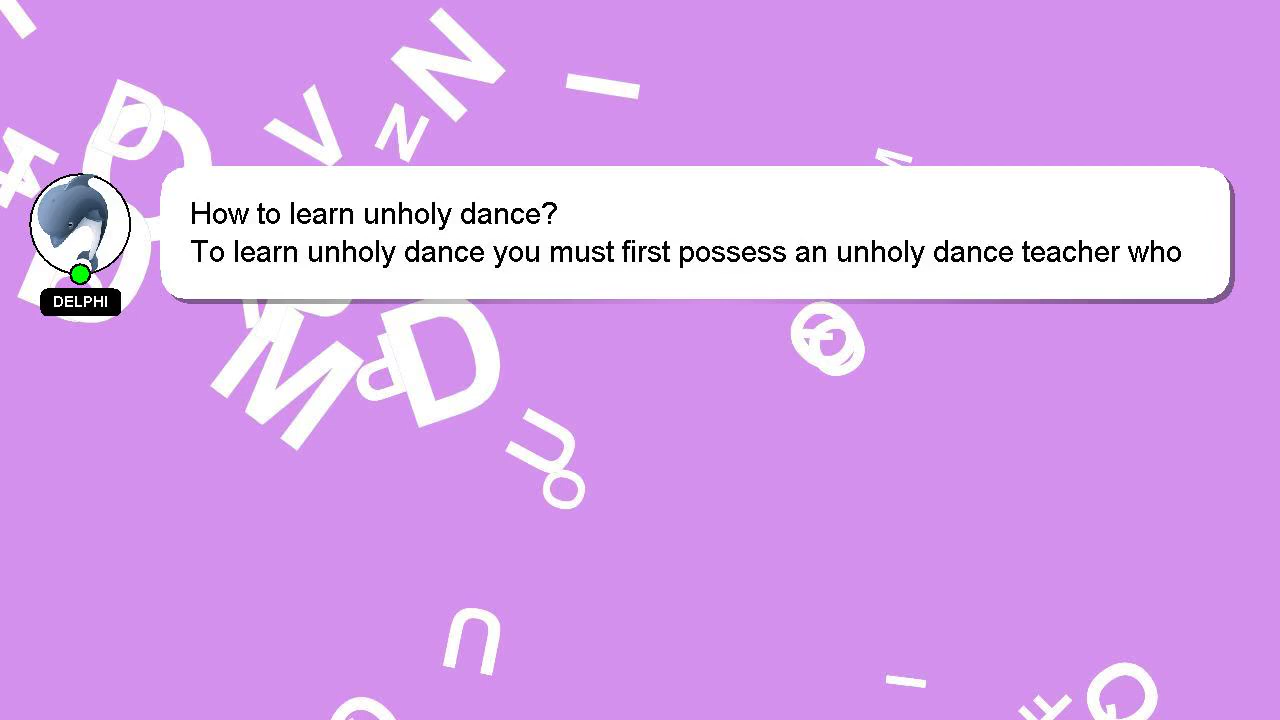 How to learn unholy dance?
To learn unholy dance you must first possess an unholy dance teacher who
DELPHI